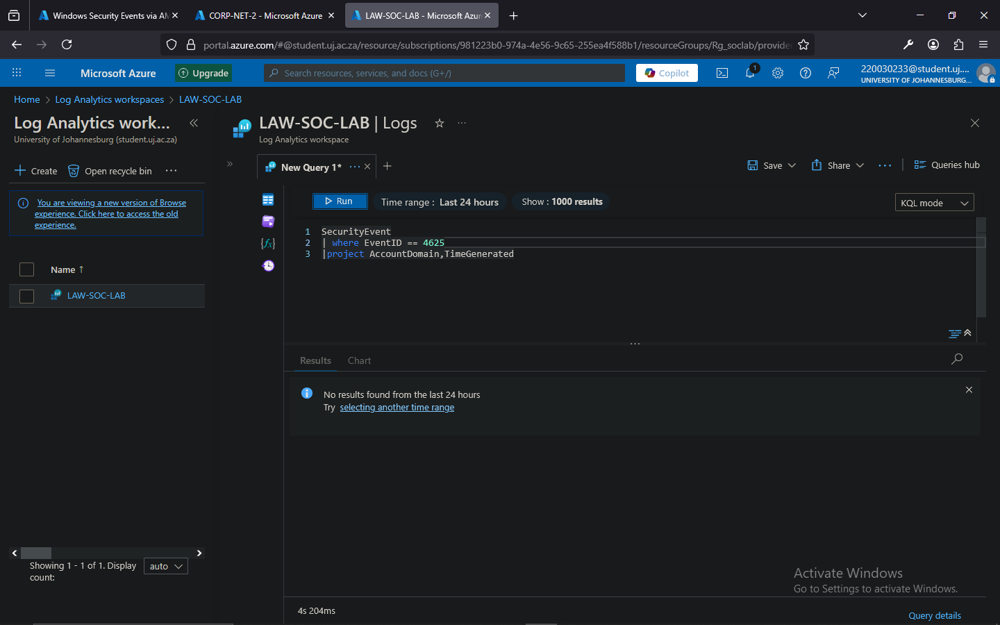 Windows Security Events via AM
CORP-NET-2 - Microsoft Azure
LAW-SOC-LAB - Microsoft Azur
portal.azure.com/#@student.uj.ac.za/resource/subscriptions/981223b0-974a-4e56-9c65-255ea4f588b1/resourceGroups/Rg_soclab/provide
Microsoft Azure
Upgrade
Search resources, services, and docs (G+/)
Copilot
1
220030233@student.uj....
UNIVERSITY OF JOHANNESBURG...
Home > Log Analytics workspaces > LAW-SOC-LAB
Log Analytics work...
University of Johannesburg (student.uj.ac.za)
Create
Open recycle bin
You are viewing a new version of Browse
experience. Click here to access the old
experience.
Name ↑
LAW-SOC-LAB
Showing 1 - 1 of 1. Display
count:
auto
LAW-SOC-LAB | Logs
Log Analytics workspace
New Query 1*
Save
Share
Queries hub
Run
Time range : Last 24 hours
Show : 1000 results
KQL mode
{fx}
1 SecurityEvent
2 | where EventID == 4625
3 |project AccountDomain,TimeGenerated
Results
Chart
No results found from the last 24 hours
Try selecting another time range
Activate Windows
Go to Settings to activate Windows.
4s 204ms
Query details